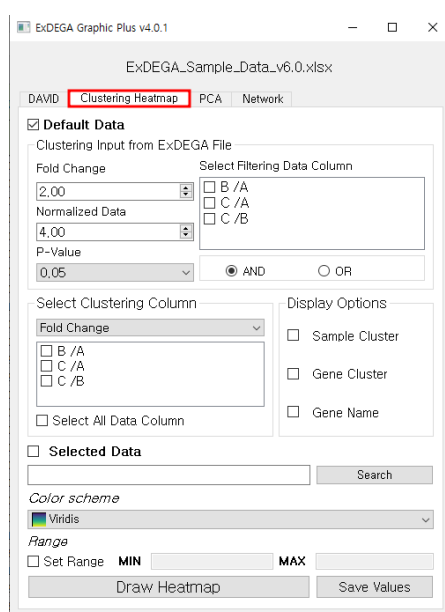 ExDEGA Graphic Plus v4.0.1
ExDEGA_Sample_Data_v6.0.xlsx
DAVID Clustering Heatmap PCA Network
Default Data
Clustering Input from ExDEGA File
Fold Change
2,00
Normalized Data
4,00
P-Value
0,05
Select Filtering Data Column
B /A
C /A
C /B
AND OR
Select Clustering Column
Fold Change
B /A
C /A
C /B
Select All Data Column
Display Options
Sample Cluster
Gene Cluster
Gene Name
Selected Data
Search
Color scheme
Viridis
Range
Set Range MIN MAX
Draw Heatmap Save Values